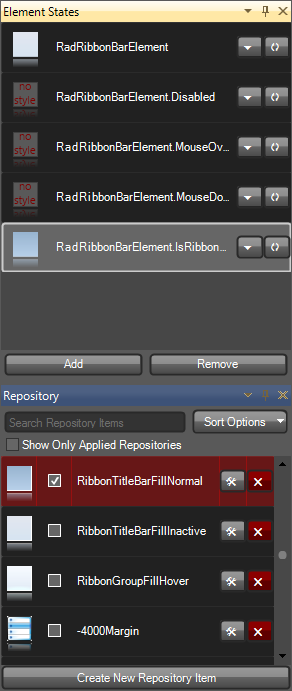 Element States
RadRibbonBarElement
no style
RadRibbonBarElement.Disabled
no style
RadRibbonBarElement.MouseOv...
no style
RadRibbonBarElement.MouseDo...
RadRibbonBarElement.IsRibbon...
Add
Remove
Repository
Search Repository Items
Sort Options
Show Only Applied Repositories
RibbonTitleBarFillNormal
RibbonTitleBarFillInactive
RibbonGroupFillHover
-4000Margin
Create New Repository Item